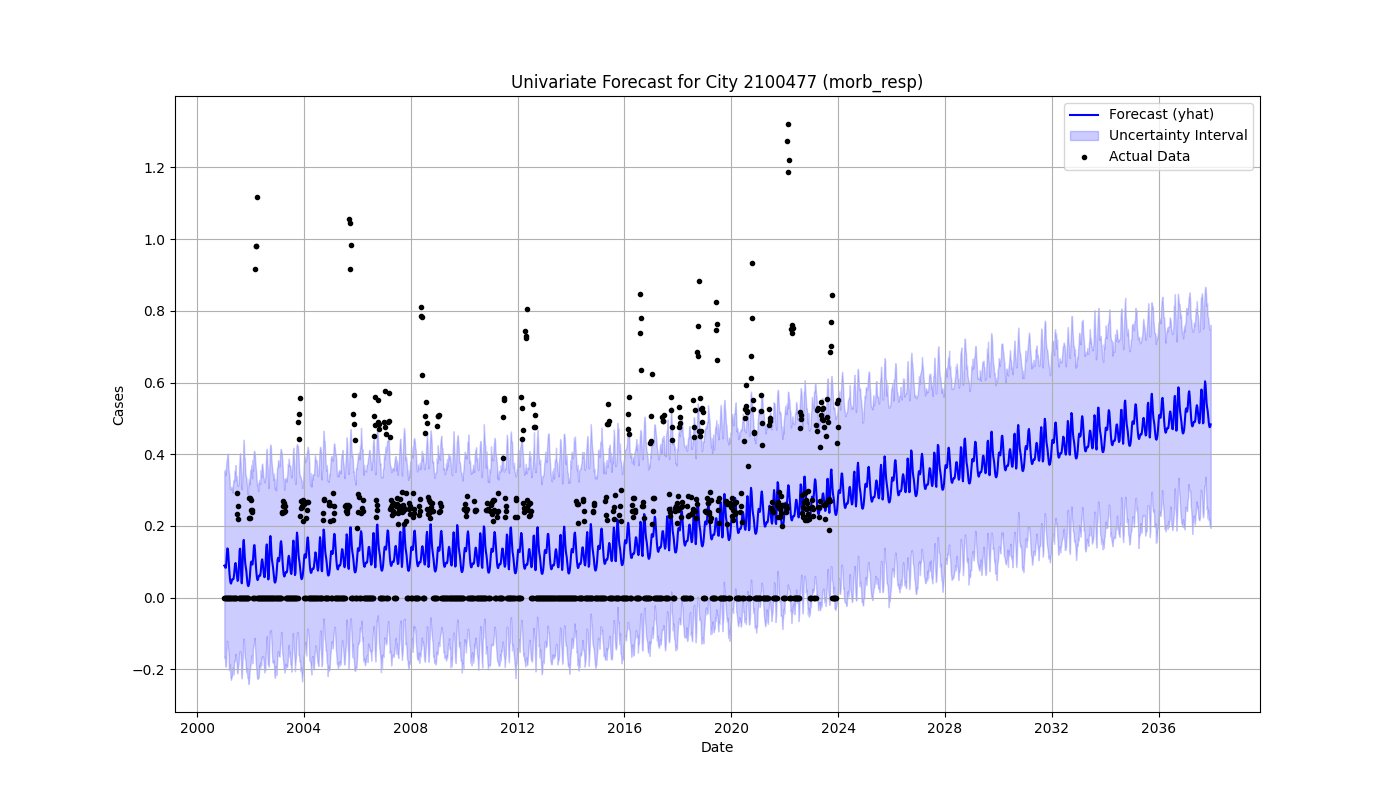 Univariate Forecast for City 2100477 (morb_resp)
Forecast (yhat)
Uncertainty Interval
Actual Data
Cases
1.2
1.0
0.8
0.6
0.4
0.2
0.0
−0.2
2000 2004 2008 2012 2016 2020 2024 2028 2032 2036
Date